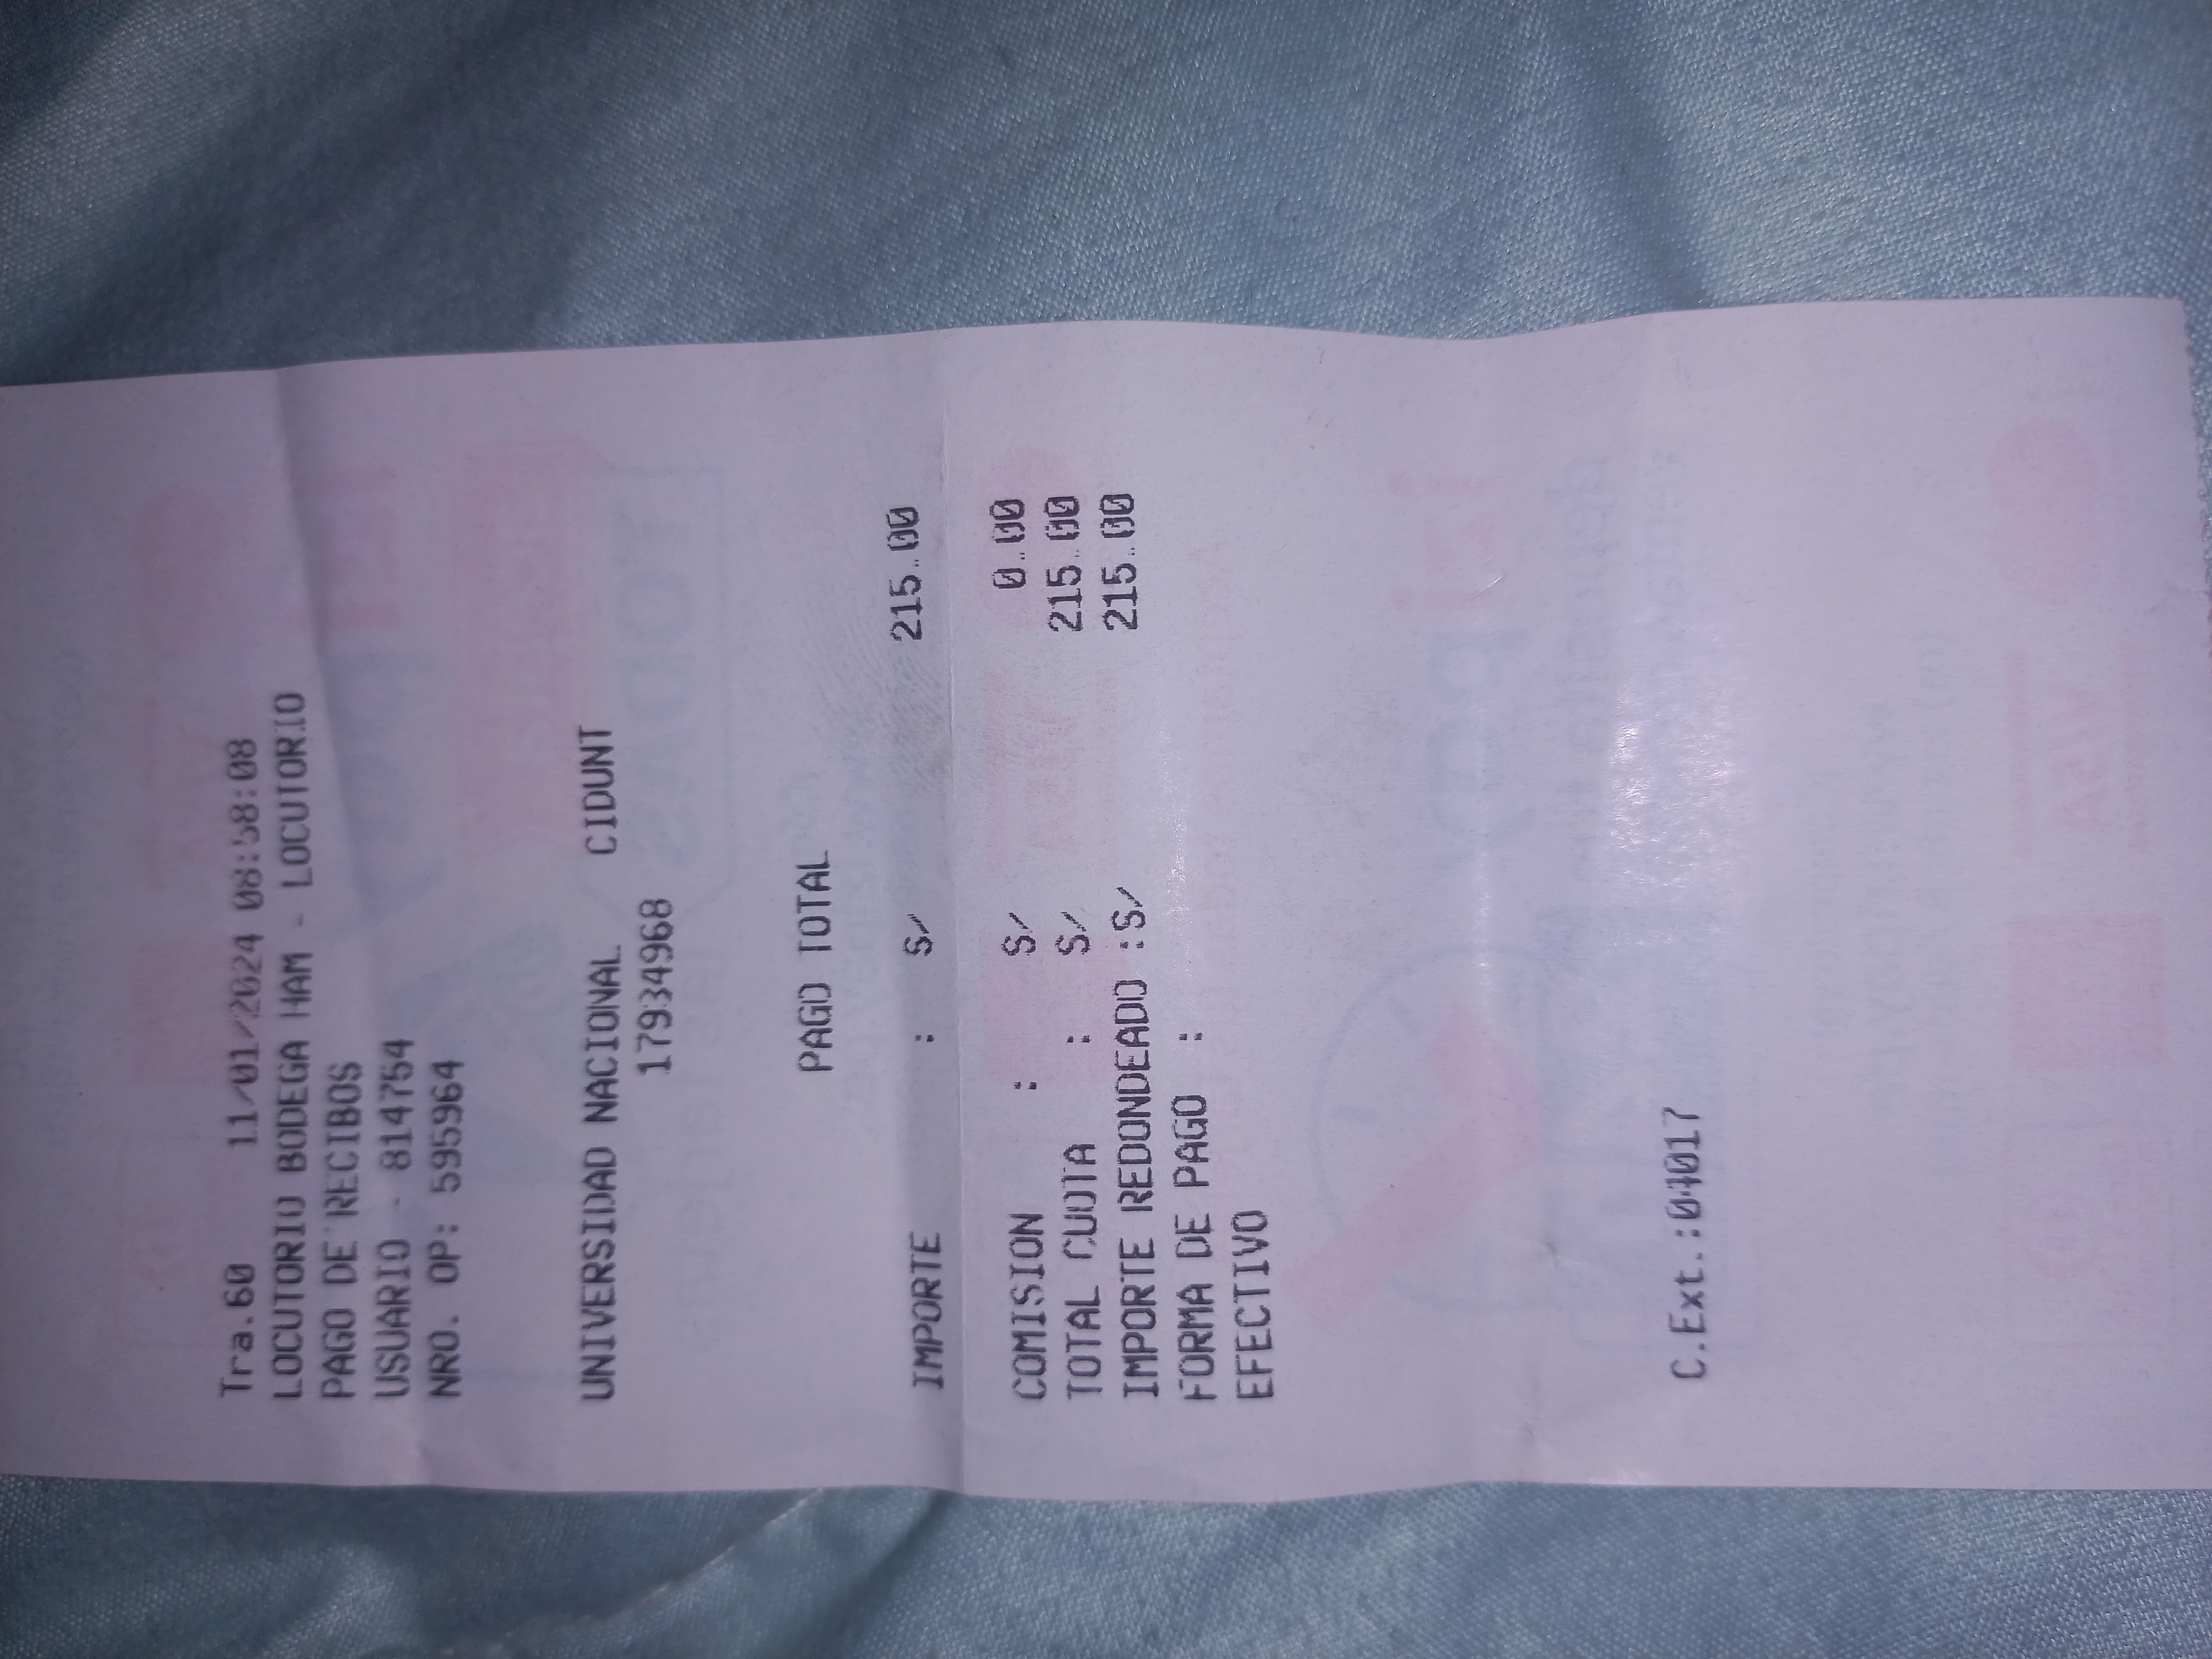 Tra.60 11/01/2024 08:58:08
LOCUTORIO BODEGA HAM - LOCUTORIO
PAGO DE RECIBOS
USUARIO - 814754
NRO. OP: 595964
UNIVERSIDAD NACIONAL CIDUNT
17934968
PAGO TOTAL
IMPORTE : S/ 215.00
COMISION : S/ 0.00
TOTAL CUOTA : S/ 215.00
IMPORTE REDONDEADO :S/ 215.00
FORMA DE PAGO :
EFECTIVO
C.Ext.:04017